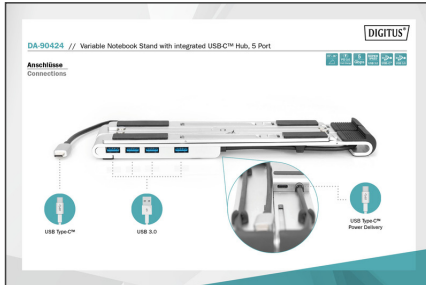 DIGITUS®
DA-90424 // Variable Notebook Stand with integrated USB-C™ Hub, 5 Port
Anschlüsse
Connections
USB Type-C™
USB 3.0
USB Type-C™
Power Delivery